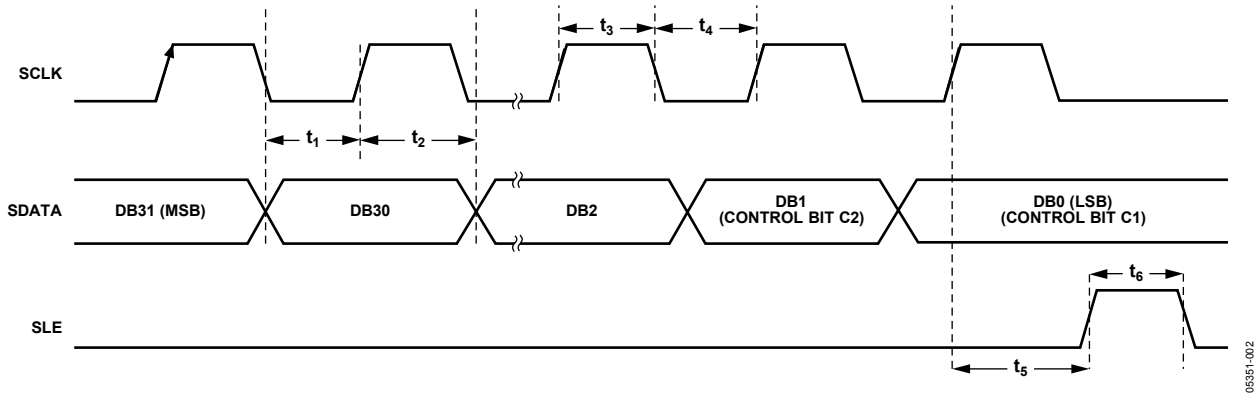 t3
t4
SCLK
t1
t2
SDATA
DB31 (MSB)
DB30
DB2
DB1
(CONTROL BIT C2)
DB0 (LSB)
(CONTROL BIT C1)
t6
SLE
t5
05351-002